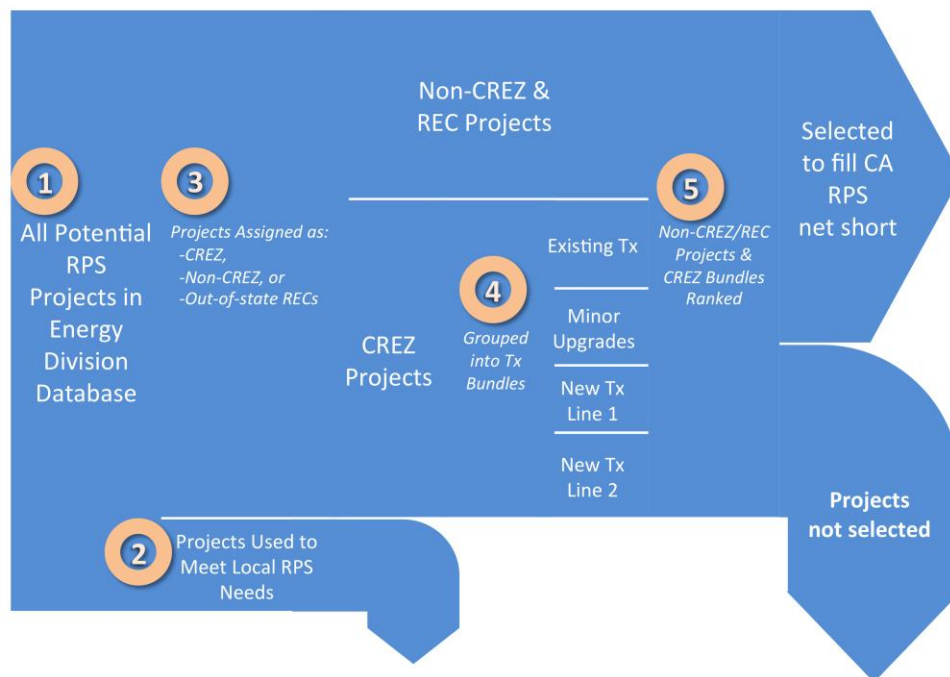 Non-CREZ &
REC Projects
Selected
to fill CA
RPS
net short
1
All Potential
RPS
Projects in
Energy
Division
Database
3
Projects Assigned as:
-CREZ,
-Non-CREZ, or
-Out-of-state RECs
CREZ
Projects
4
Grouped
into Tx
Bundles
Existing Tx
Minor
Upgrades
New Tx
Line 1
New Tx
Line 2
5
Non-CREZ/REC
Projects &
CREZ Bundles
Ranked
Projects
not selected
2
Projects Used to
Meet Local RPS
Needs